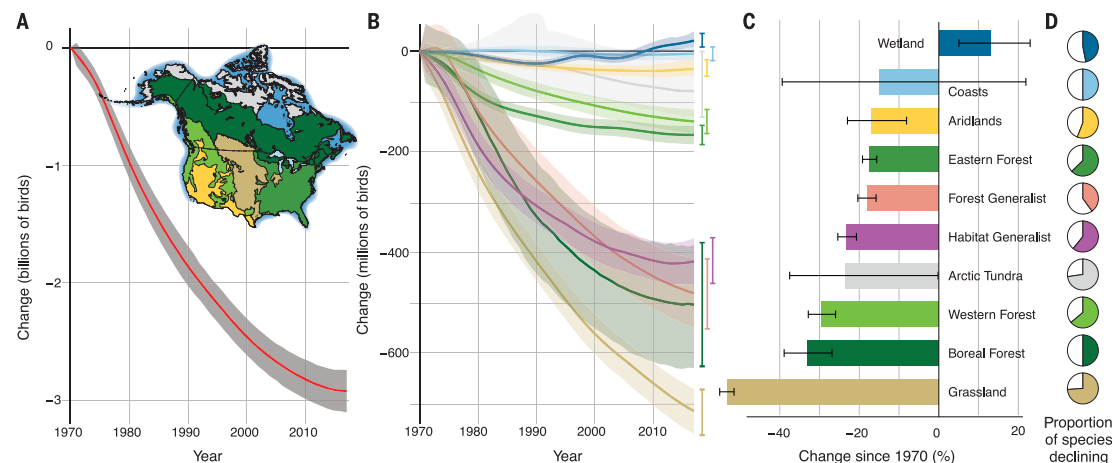 A
0
−1
−2
−3
Change (billions of birds)
1970 1980 1990 2000 2010
Year
B
0
−200
−400
−600
Change (millions of birds)
1970 1980 1990 2000 2010
Year
C
Wetland
Coasts
Aridlands
Eastern Forest
Forest Generalist
Habitat Generalist
Arctic Tundra
Western Forest
Boreal Forest
Grassland
−40 −20 0 20
Change since 1970 (%)
D
Proportion
of species
declining